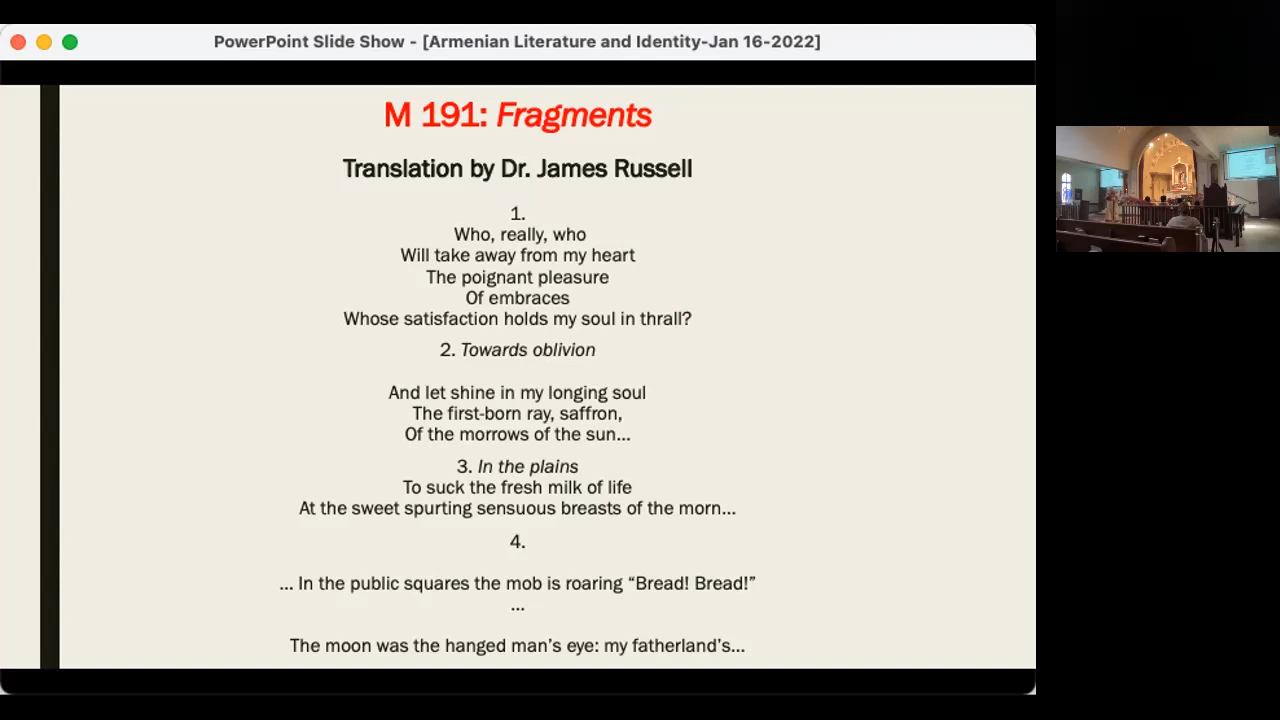 PowerPoint Slide Show - [Armenian Literature and Identity-Jan 16-2022]
M 191: Fragments
Translation by Dr. James Russell
1.
Who, really, who
Will take away from my heart
The poignant pleasure
Of embraces
Whose satisfaction holds my soul in thrall?
2. Towards oblivion
And let shine in my longing soul
The first-born ray, saffron,
Of the morrows of the sun...
3. In the plains
To suck the fresh milk of life
At the sweet spurting sensuous breasts of the morn...
4.
... In the public squares the mob is roaring “Bread! Bread!”
...
The moon was the hanged man’s eye: my fatherland’s...